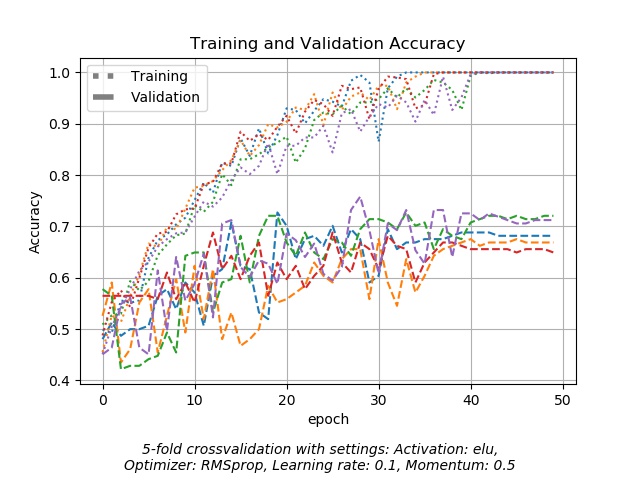 Training and Validation Accuracy
Training
Validation
Accuracy
1.0
0.9
0.8
0.7
0.6
0.5
0.4
0
10
20
30
40
50
epoch
5-fold crossvalidation with settings: Activation: elu,
Optimizer: RMSprop, Learning rate: 0.1, Momentum: 0.5